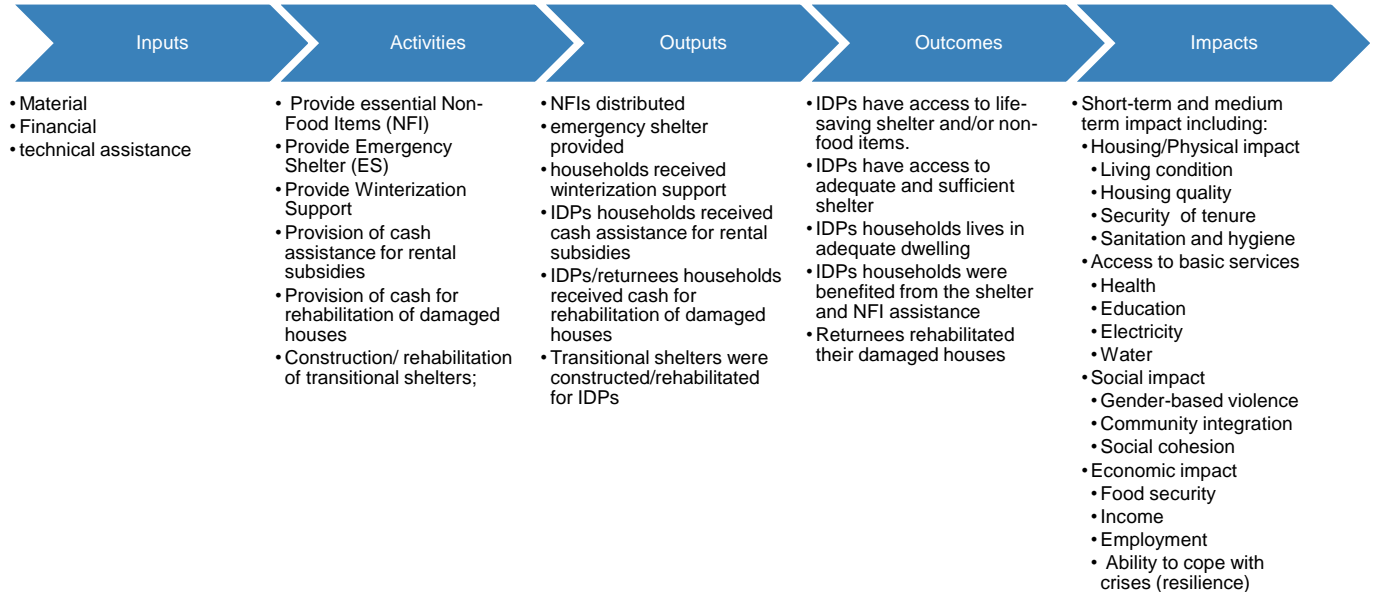 Inputs
Activities
Outputs
Outcomes
Impacts
• Material
• Financial
• technical assistance
• Provide essential Non-
Food Items (NFI)
• Provide Emergency
Shelter (ES)
• Provide Winterization
Support
• Provision of cash
assistance for rental
subsidies
• Provision of cash for
rehabilitation of damaged
houses
• Construction/ rehabilitation
of transitional shelters;
• NFIs distributed
• emergency shelter
provided
• households received
winterization support
• IDPs households received
cash assistance for rental
subsidies
• IDPs/returnees households
received cash for
rehabilitation of damaged
houses
• Transitional shelters were
constructed/rehabilitated
for IDPs
• IDPs have access to life-
saving shelter and/or non-
food items.
• IDPs have access to
adequate and sufficient
shelter
• IDPs households lives in
adequate dwelling
• IDPs households were
benefited from the shelter
and NFI assistance
• Returnees rehabilitated
their damaged houses
• Short-term and medium
term impact including:
• Housing/Physical impact
• Living condition
• Housing quality
• Security of tenure
• Sanitation and hygiene
• Access to basic services
• Health
• Education
• Electricity
• Water
• Social impact
• Gender-based violence
• Community integration
• Social cohesion
• Economic impact
• Food security
• Income
• Employment
• Ability to cope with
crises (resilience)